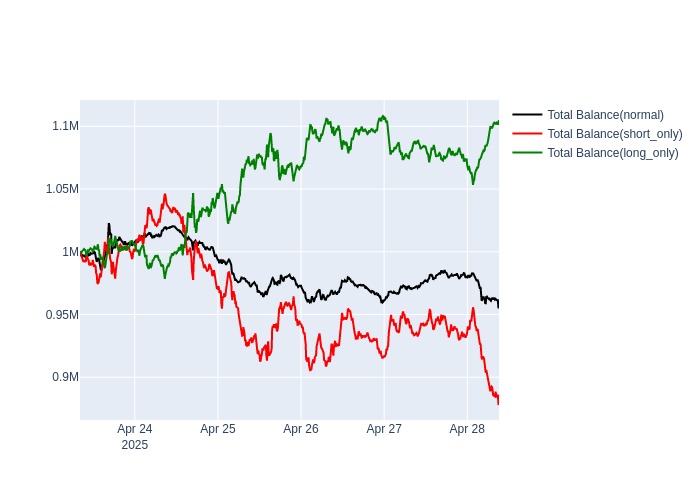 Total Balance(normal)
Total Balance(short_only)
Total Balance(long_only)
1.1M
1.05M
1M
0.95M
0.9M
Apr 24
2025
Apr 25
Apr 26
Apr 27
Apr 28